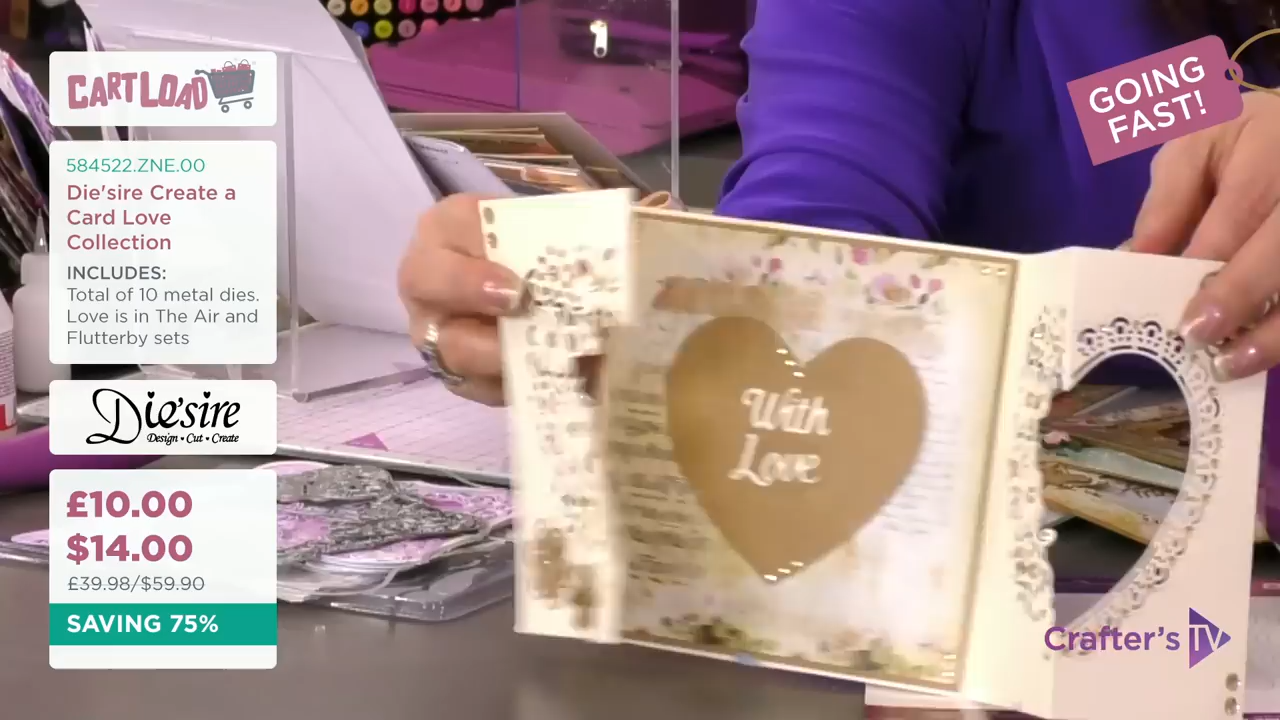 CARTLOAD
584522.ZNE.00
Die'sire Create a
Card Love
Collection
INCLUDES:
Total of 10 metal dies.
Love is in The Air and
Flutterby sets
Die'sire
Design • Cut • Create
£10.00
$14.00
£39.98/$59.90
SAVING 75%
GOING
FAST!
With
Love
Crafter's TV